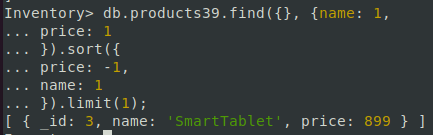 Inventory> db.products39.find({}, {name: 1,
... price: 1
... }).sort({
... price: -1,
... name: 1
... }).limit(1);
[ { _id: 3, name: 'SmartTablet', price: 899 } ]